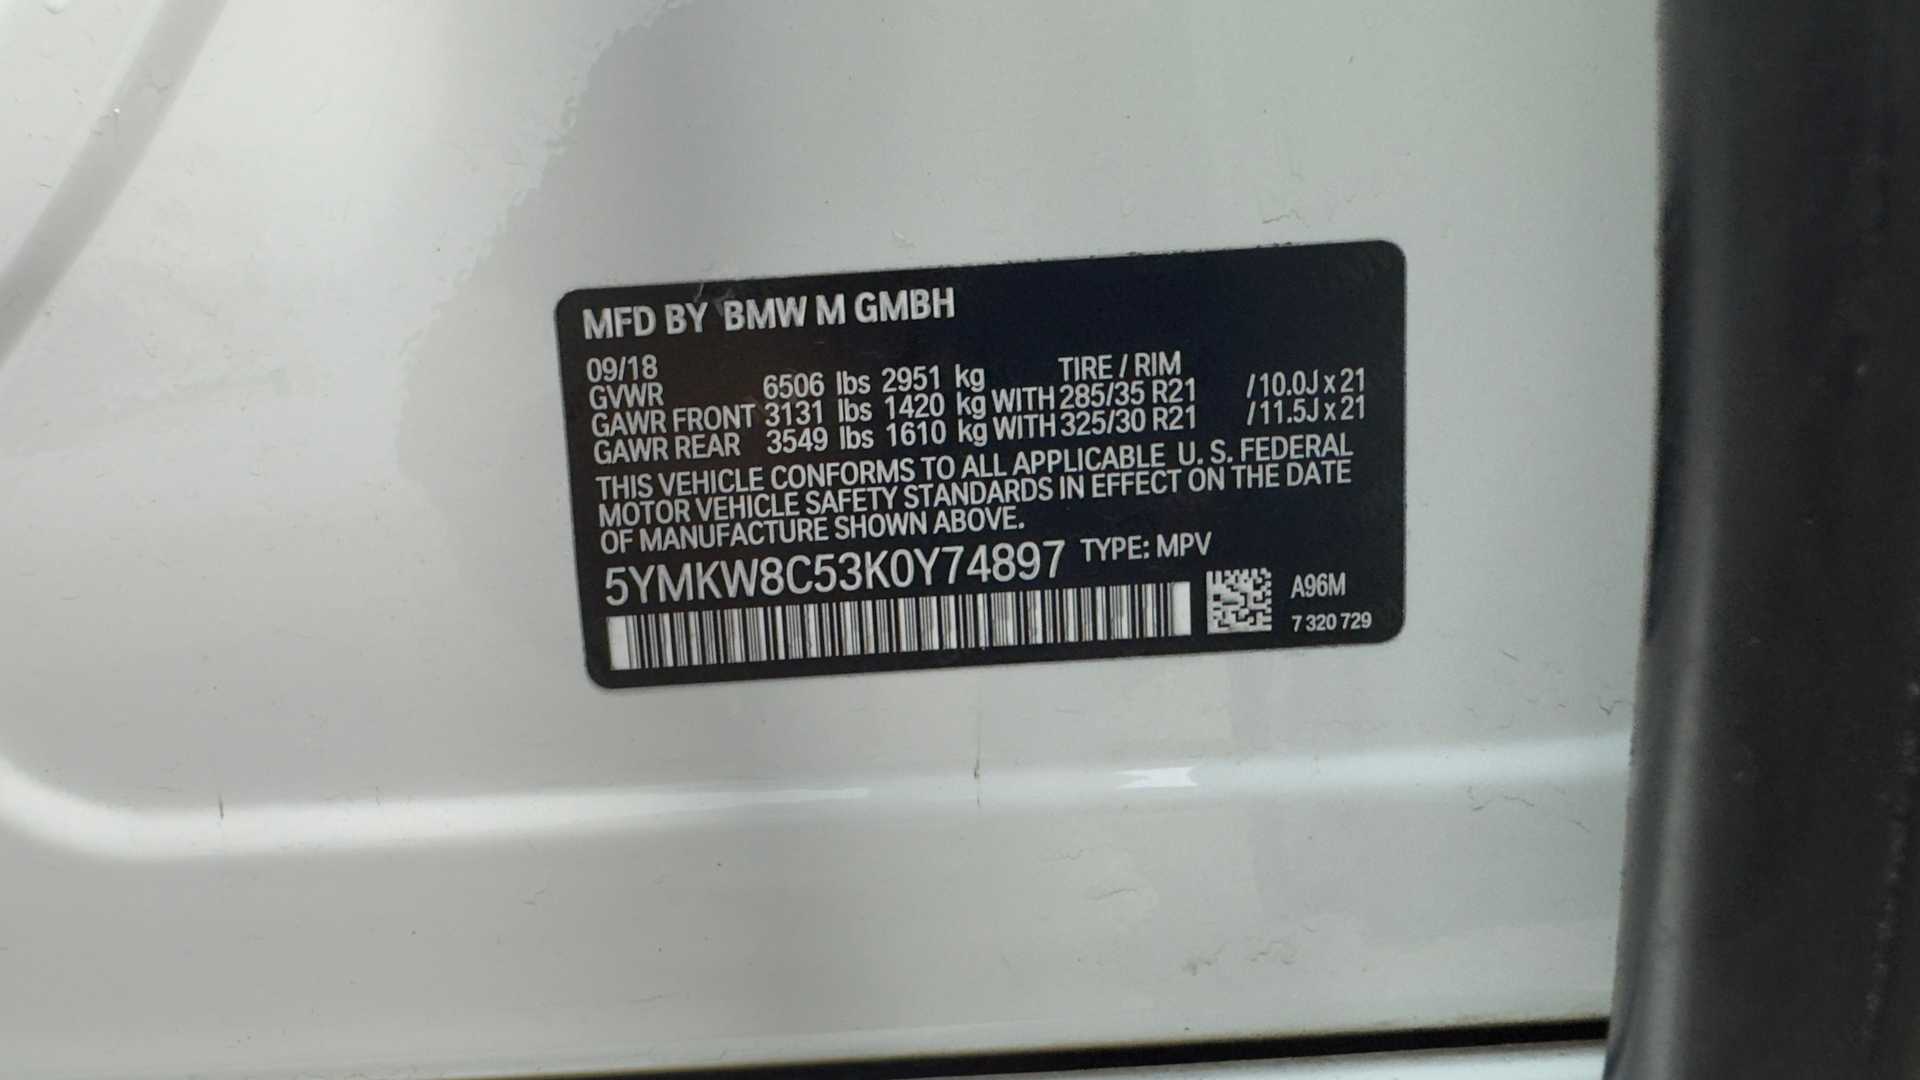 MFD BY BMW M GMBH
09/18 TIRE / RIM
GVWR 6506 lbs 2951 kg
GAWR FRONT 3131 lbs 1420 kg WITH 285/35 R21 /10.0J x 21
GAWR REAR 3549 lbs 1610 kg WITH 325/30 R21 /11.5J x 21
THIS VEHICLE CONFORMS TO ALL APPLICABLE U. S. FEDERAL
MOTOR VEHICLE SAFETY STANDARDS IN EFFECT ON THE DATE
OF MANUFACTURE SHOWN ABOVE.
5YMKW8C53K0Y74897 TYPE: MPV
A96M
7 320 729